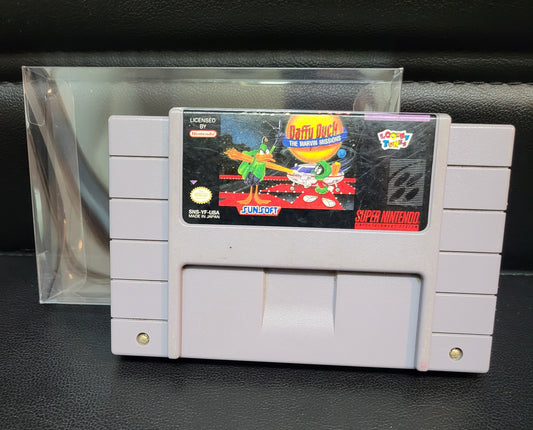 LICENSED
BY
Nintendo
Daffy Duck
THE MARVIN MISSIONS
LOONEY
TUNES
SNS-YF-USA
MADE IN JAPAN
SUNSOFT
SUPER NINTENDO